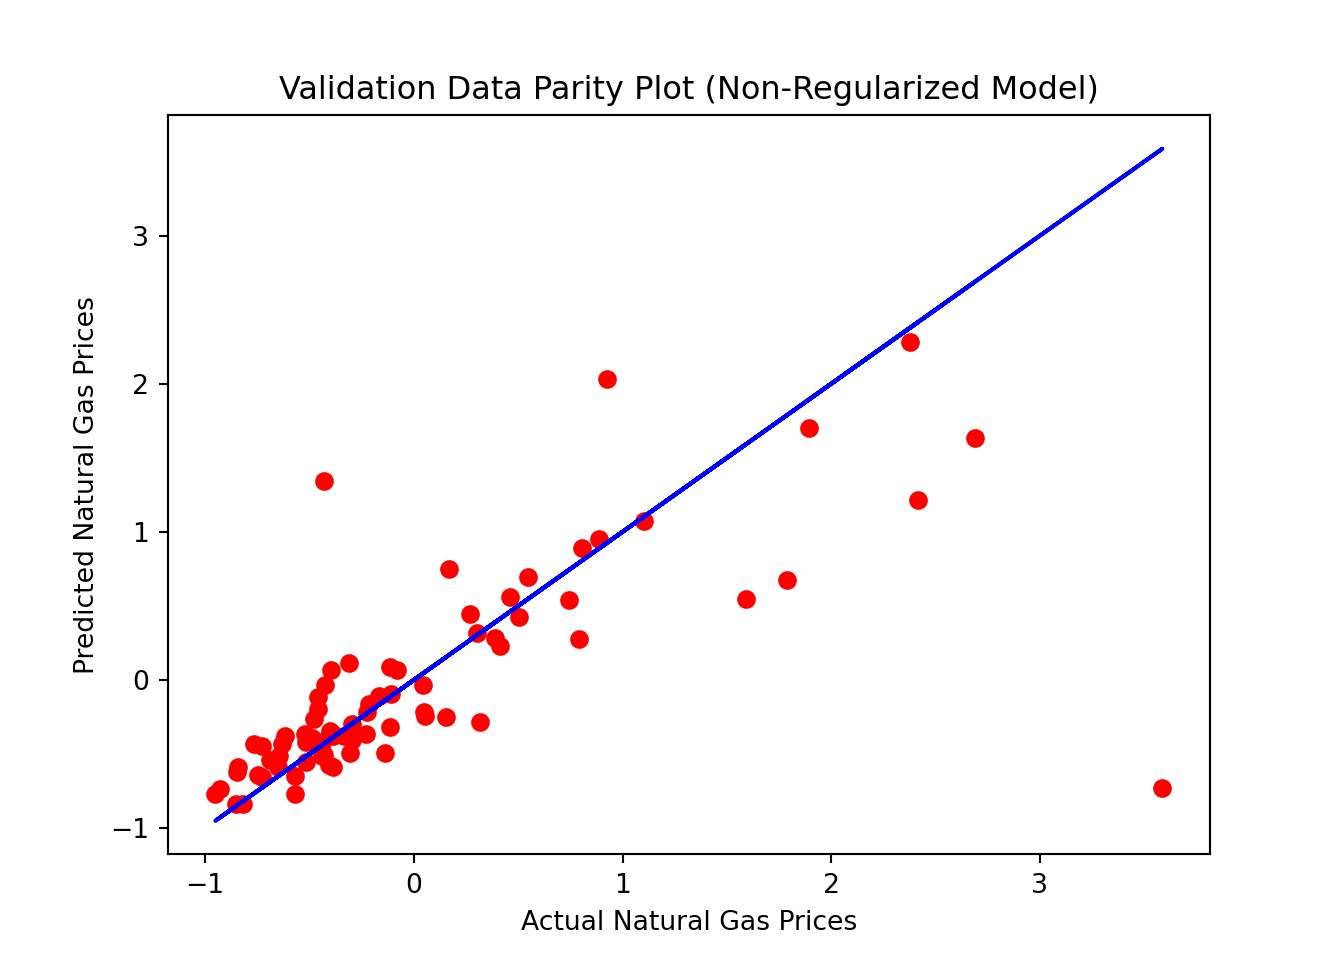 Validation Data Parity Plot (Non-Regularized Model)
Predicted Natural Gas Prices
3
2
1
0
−1
−1 0 1 2 3
Actual Natural Gas Prices